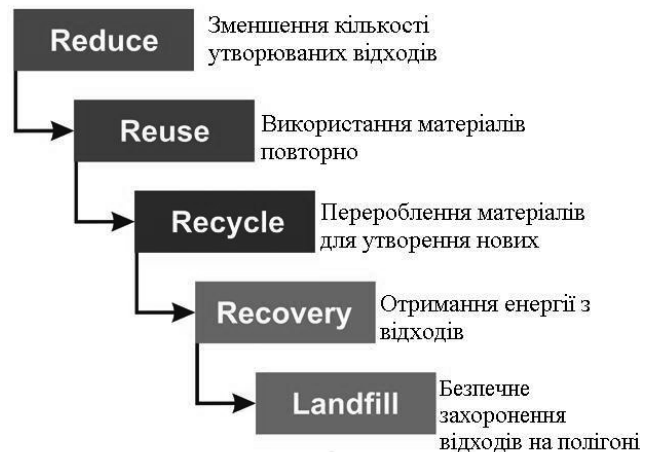 Reduce
Зменшення кількості
утворюваних відходів
Reuse
Використання матеріалів
повторно
Recycle
Перероблення матеріалів
для утворення нових
Recovery
Отримання енергії з
відходів
Landfill
Безпечне
захоронення
відходів на полігоні